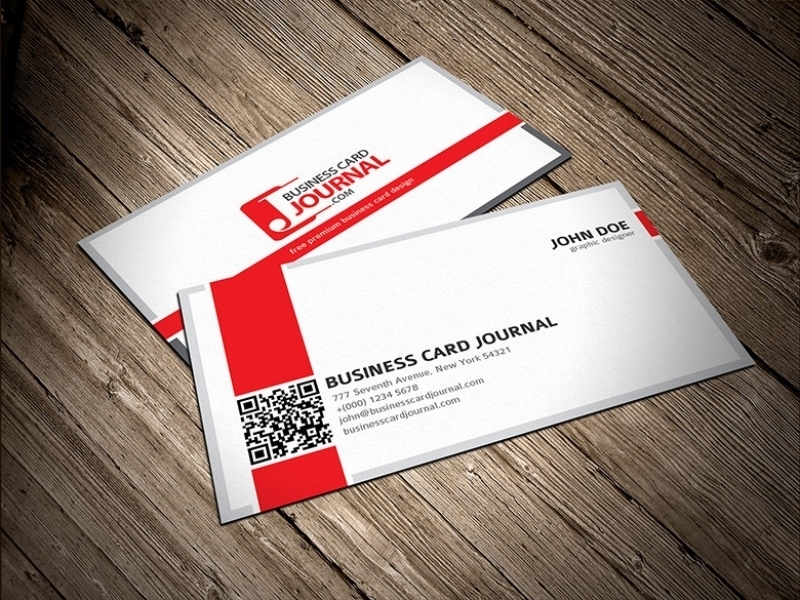 BUSINESS CARD
JOURNAL
.COM
free premium business card design
JOHN DOE
graphic designer
BUSINESS CARD JOURNAL
777 Seventh Avenue, New York 54321
+(000) 1234 5678
john@businesscardjournal.com
businesscardjournal.com